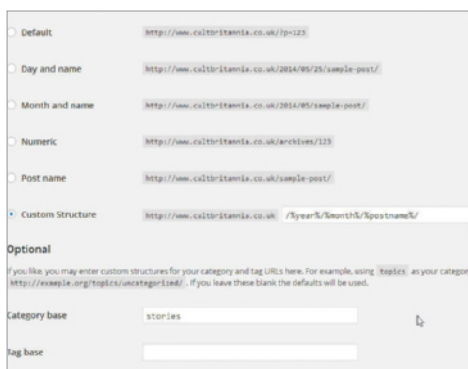 Default http://www.cultbritannia.co.uk/?p=123
Day and name http://www.cultbritannia.co.uk/2014/05/25/sample-post/
Month and name http://www.cultbritannia.co.uk/2014/05/sample-post/
Numeric http://www.cultbritannia.co.uk/archives/123
Post name http://www.cultbritannia.co.uk/sample-post/
Custom Structure http://www.cultbritannia.co.uk /%year%/%month%/%postname%/
Optional
If you like, you may enter custom structures for your category and tag URLs here. For example, using topics as your categor
http://example.org/topics/uncategorized/ . If you leave these blank the defaults will be used.
Category base stories
Tag base